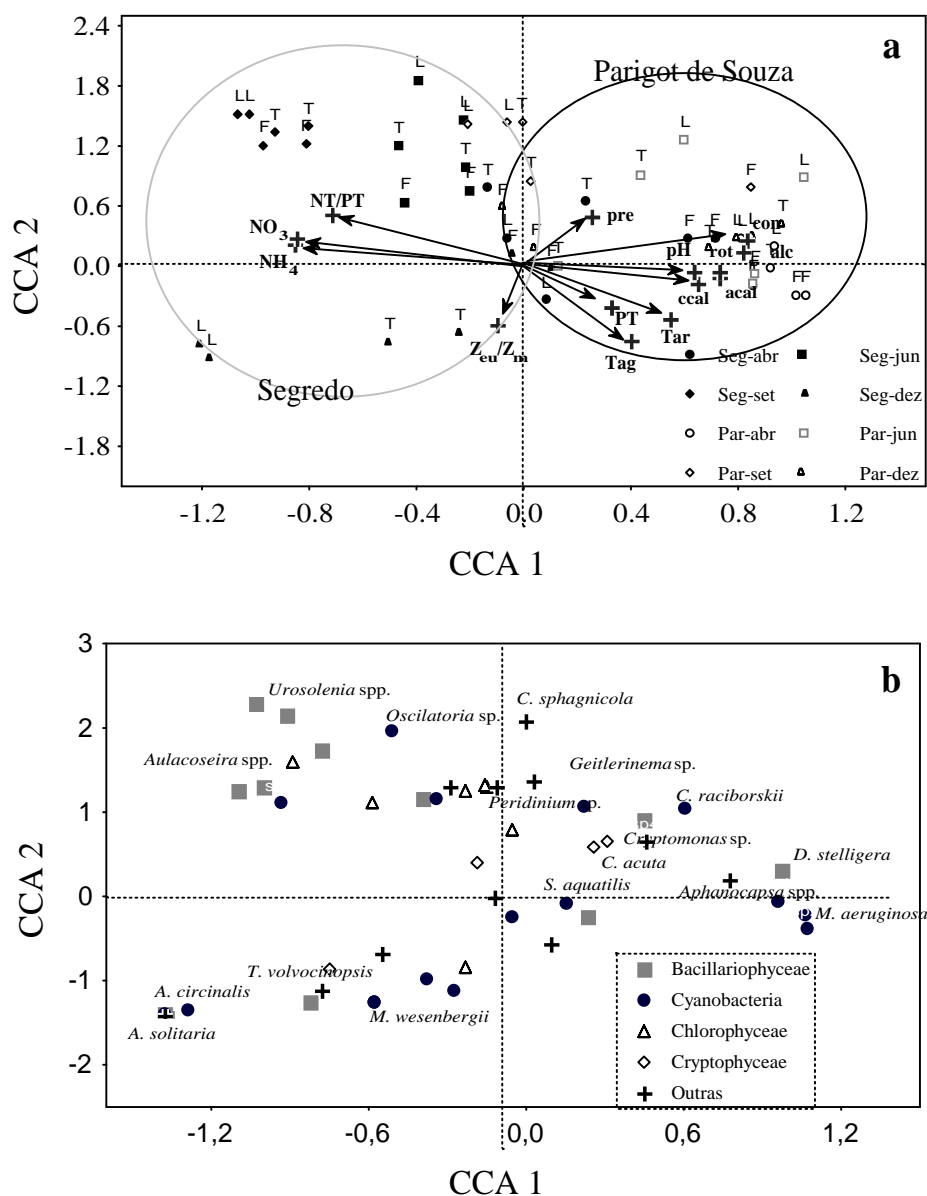 a
Parigot de Souza
Segredo
CCA 2
2.4
1.8
1.2
0.6
0.0
-0.6
-1.2
-1.8
L
L L
L
L T
L
L
T
T
F
F
T
T
T
L
F
T
T
L
F
L
F
F
T
L
F
T
F
F
F
L
L
L
T
F
T
T
F
T
F
FF
L
L
L
T
T
NT/PT
NO3
NH4
Zeu/Zm
pre
com
pH
rot
alc
ccal
acal
PT
Tar
Tag
Seg-abr
Seg-jun
Seg-set
Seg-dez
Par-abr
Par-jun
Par-set
Par-dez
-1.2
-0.8
-0.4
0.0
0.4
0.8
1.2
CCA 1
b
CCA 2
3
2
1
0
-1
-2
Urosolenia spp.
C. sphagnicola
Oscilatoria sp.
Aulacoseira spp.
Geitlerinema sp.
Peridinium sp.
C. raciborskii
Cryptomonas sp.
C. acuta
D. stelligera
S. aquatilis
Aphanocapsa spp.
M. aeruginosa
T. volvocinopsis
A. circinalis
M. wesenbergii
A. solitaria
Bacillariophyceae
Cyanobacteria
Chlorophyceae
Cryptophyceae
Outras
-1,2
-0,6
0,0
0,6
1,2
CCA 1